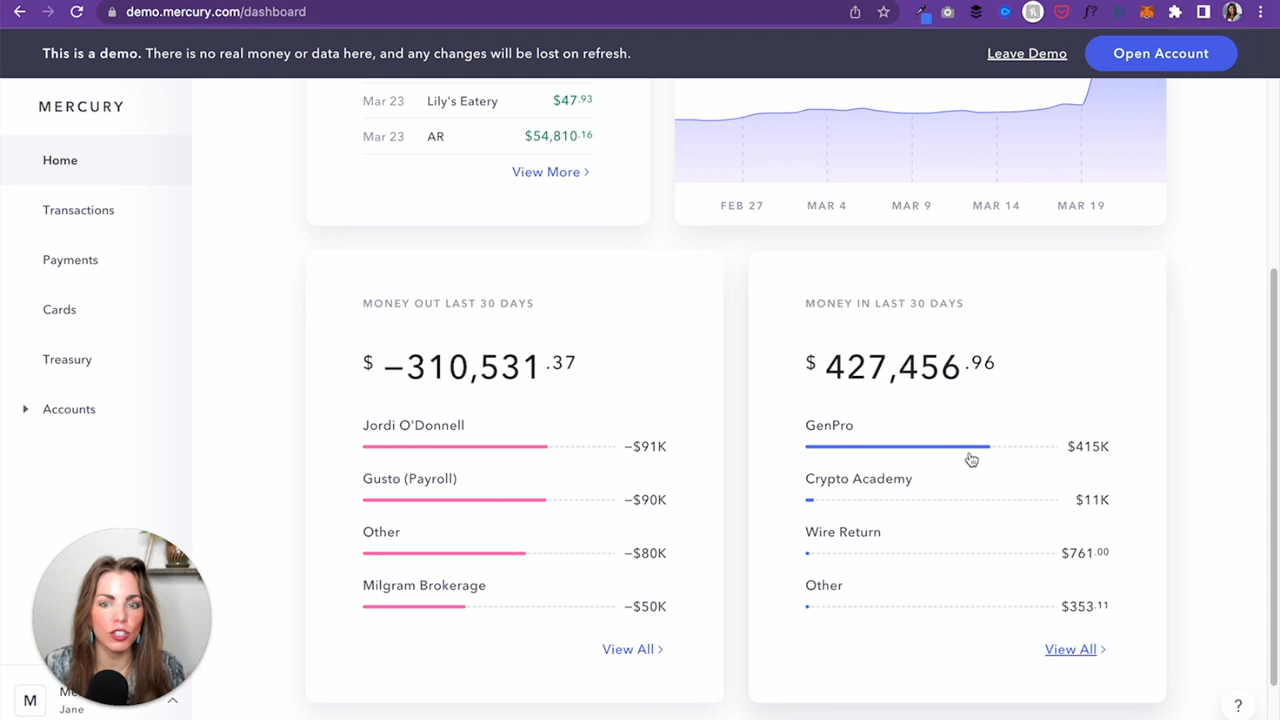 demo.mercury.com/dashboard
This is a demo. There is no real money or data here, and any changes will be lost on refresh.
Leave Demo
Open Account
MERCURY
Home
Transactions
Payments
Cards
Treasury
Accounts
M
Jane
Mar 23 Lily's Eatery $47.93
Mar 23 AR $54,810.16
View More >
FEB 27 MAR 4 MAR 9 MAR 14 MAR 19
MONEY OUT LAST 30 DAYS
$ –310,531.37
Jordi O'Donnell
–$91K
Gusto (Payroll)
–$90K
Other
–$80K
Milgram Brokerage
–$50K
View All >
MONEY IN LAST 30 DAYS
$ 427,456.96
GenPro
$415K
Crypto Academy
$11K
Wire Return
$761.00
Other
$353.11
View All >
?